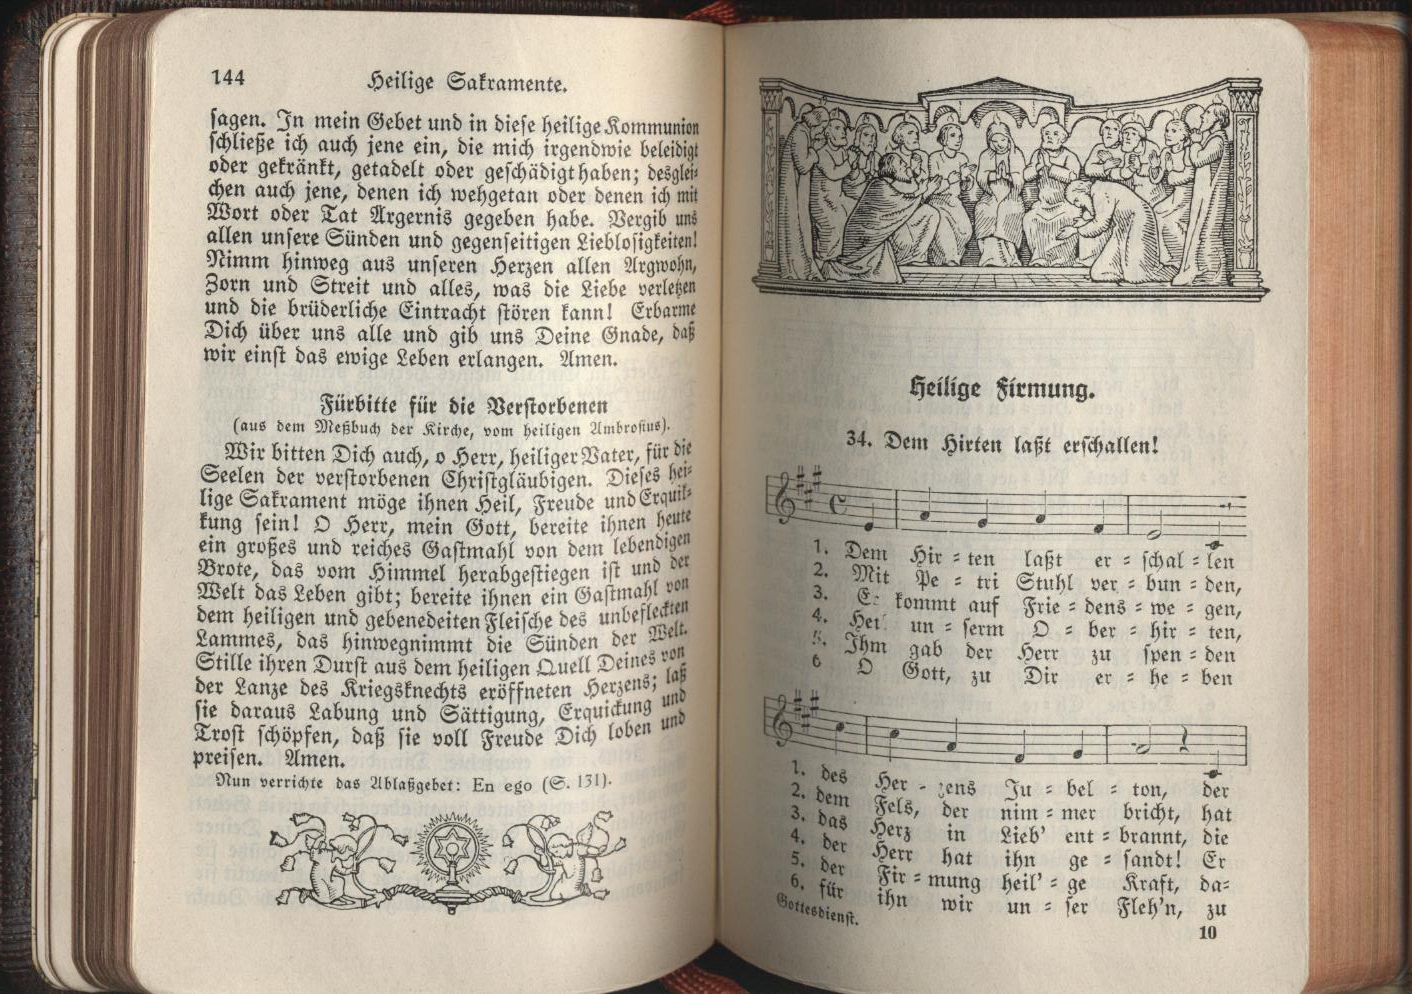 144
Heilige Sakramente.
sagen. In mein Gebet und in diese heilige Kommunion
schließe ich auch jene ein, die mich irgendwie beleidigt
oder gekränkt, getadelt oder geschädigt haben; desglei-
chen auch jene, denen ich wehgetan oder denen ich mit
Wort oder Tat Ärgernis gegeben habe. Vergib uns
allen unsere Sünden und gegenseitigen Lieblosigkeiten!
Nimm hinweg aus unseren Herzen allen Argwohn,
Zorn und Streit und alles, was die Liebe verletzen
und die brüderliche Eintracht stören kann! Erbarme
Dich über uns alle und gib uns Deine Gnade, daß
wir einst das ewige Leben erlangen. Amen.
Fürbitte für die Verstorbenen
(aus dem Meßbuch der Kirche, vom heiligen Ambrosius).
Wir bitten Dich auch, o Herr, heiliger Vater, für die
Seelen der verstorbenen Christgläubigen. Dieses hei-
lige Sakrament möge ihnen Heil, Freude und Erquik-
kung sein! O Herr, mein Gott, bereite ihnen heute
ein großes und reiches Gastmahl von dem lebendigen
Brote, das vom Himmel herabgestiegen ist und der
Welt das Leben gibt; bereite ihnen ein Gastmahl von
dem heiligen und gebenedeiten Fleische des unbefleckten
Lammes, das hinwegnimmt die Sünden der Welt.
Stille ihren Durst aus dem heiligen Quell Deines von
der Lanze des Kriegsknechts eröffneten Herzens; laß
sie daraus Labung und Sättigung, Erquickung und
Trost schöpfen, daß sie voll Freude Dich loben und
preisen. Amen.
Nun verrichte das Ablaßgebet: En ego (S. 131).
Heilige Firmung.
34. Dem Hirten laßt erschallen!
1. Dem Hir-ten laßt er-schal-len
2. Mit Pe-tri Stuhl ver-bun-den,
3. Er kommt auf Frie-dens-we-gen,
4. Heil un-serm O-ber-hir-ten,
5. Ihm gab der Herr zu spen-den
6 O Gott, zu Dir er-he-ben
1. des Her-zens Ju-bel-ton, der
2. dem Fels, der nim-mer bricht, hat
3. das Herz in Lieb' ent-brannt, die
4. der Herr hat ihn ge-sandt! Er
5. der Fir-mung heil'-ge Kraft, da-
6. für ihn wir un-ser Fleh'n, zu
Gottesdienst.
10